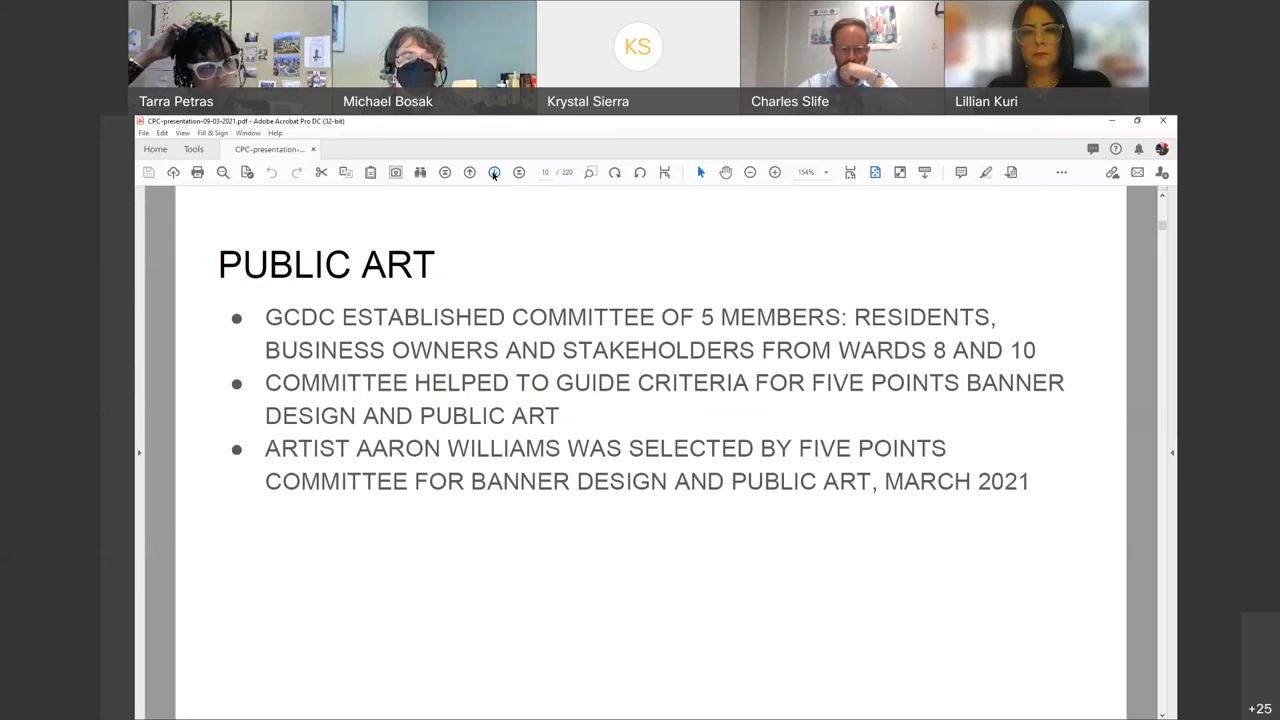 KS
Tarra Petras
Michael Bosak
Krystal Sierra
Charles Slife
Lillian Kuri
CPC-presentation-09-03-2021.pdf - Adobe Acrobat Pro DC (32-bit)
File Edit View Fill & Sign Window Help
Home Tools CPC-presentation-... ×
10 / 220 154%
PUBLIC ART
● GCDC ESTABLISHED COMMITTEE OF 5 MEMBERS: RESIDENTS,
BUSINESS OWNERS AND STAKEHOLDERS FROM WARDS 8 AND 10
● COMMITTEE HELPED TO GUIDE CRITERIA FOR FIVE POINTS BANNER
DESIGN AND PUBLIC ART
● ARTIST AARON WILLIAMS WAS SELECTED BY FIVE POINTS
COMMITTEE FOR BANNER DESIGN AND PUBLIC ART, MARCH 2021
+25